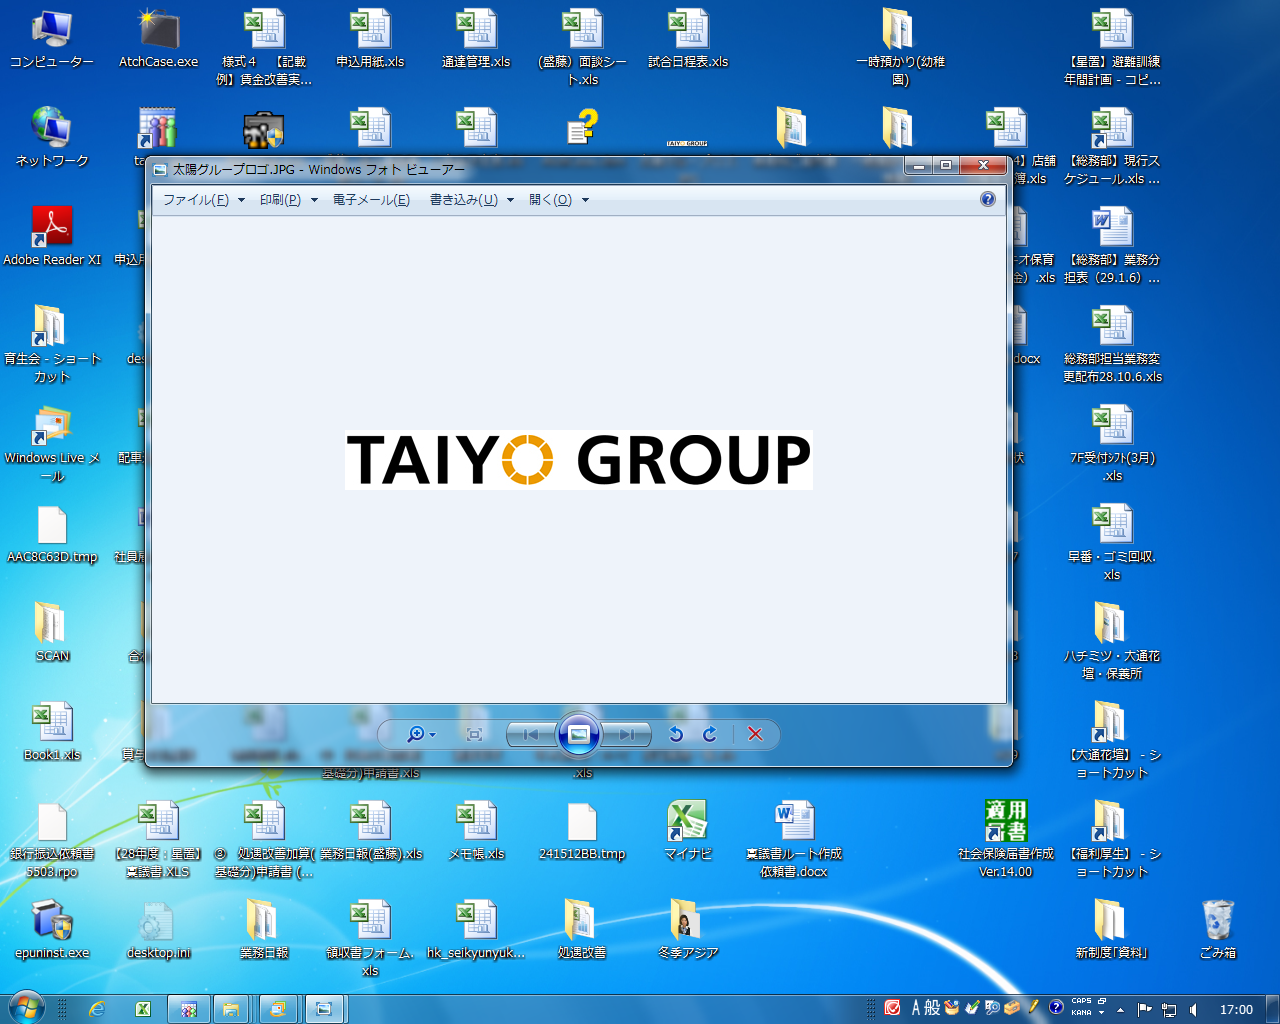 コンピューター
AtchCase.exe
様式４　【記載
例】賃金改善実...
申込用紙.xls
通達管理.xls
(盛藤）面談シー
ト.xls
試合日程表.xls
一時預かり(幼稚
園)
【星置】避難訓練
年間計画 - コピ...
ネットワーク
【総務部】現行ス
ケジュール.xls ...
太陽グループロゴ.JPG - Windows フォト ビューアー
ファイル(F)
印刷(P)
電子メール(E)
書き込み(U)
開く(O)
TAIYO GROUP
Adobe Reader XI
【総務部】業務分
担表（29.1.6）...
育生会 - ショート
カット
総務部担当業務変
更配布28.10.6.xls
Windows Live メ
ール
7F受付ｼﾌﾄ(3月)
.xls
AAC8C63D.tmp
早番・ゴミ回収.
xls
SCAN
ハチミツ・大通花
壇・保養所
Book1.xls
基礎分)申請書.xls
.xls
【大通花壇】 - シ
ョートカット
銀行振込依頼書
5503.rpo
【28年度：星置】
稟議書.XLS
③　処遇改善加算(
基礎分)申請書 (...
業務日報(盛藤).xls
メモ帳.xls
241512BB.tmp
マイナビ
稟議書ルート作成
依頼書.docx
適用
届書
社会保険届書作成
Ver.14.00
【福利厚生】 - シ
ョートカット
epuninst.exe
desktop.ini
業務日報
領収書フォーム.
xls
hk_seikyunyuk...
処遇改善
冬季アジア
新制度｢資料｣
ごみ箱
A 般
CAPS
KANA
17:00